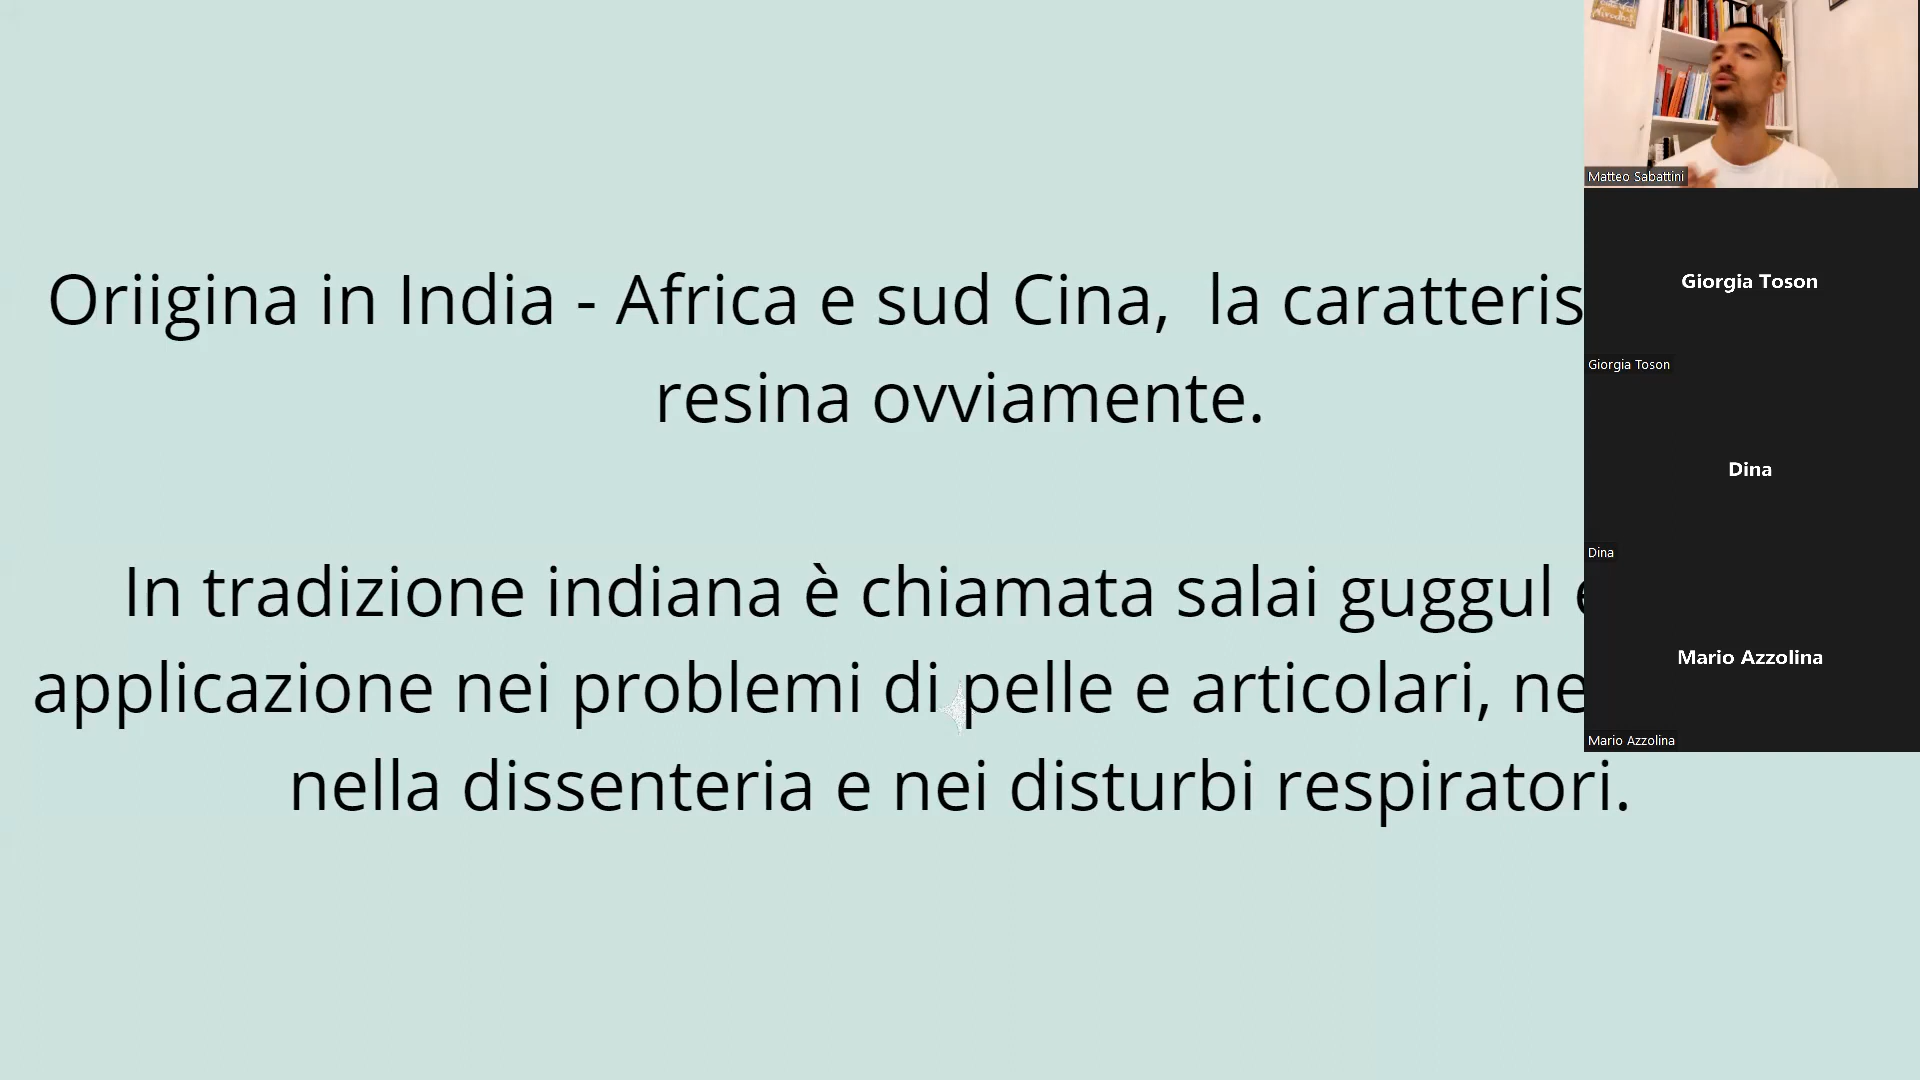 Oriigina in India - Africa e sud Cina, la caratteris
resina ovviamente.
In tradizione indiana è chiamata salai guggul
applicazione nei problemi di pelle e articolari, ne
nella dissenteria e nei disturbi respiratori.
Matteo Sabattini
Giorgia Toson
Giorgia Toson
Dina
Dina
Mario Azzolina
Mario Azzolina